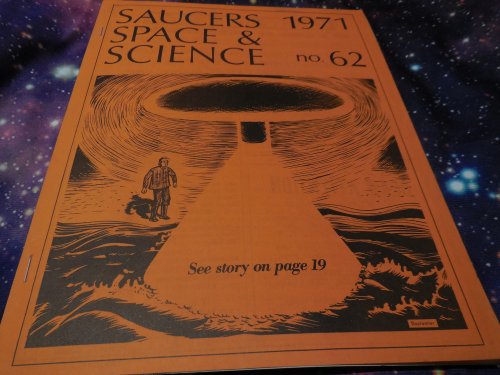 SAUCERS 1971
SPACE &
SCIENCE no. 62
See story on page 19